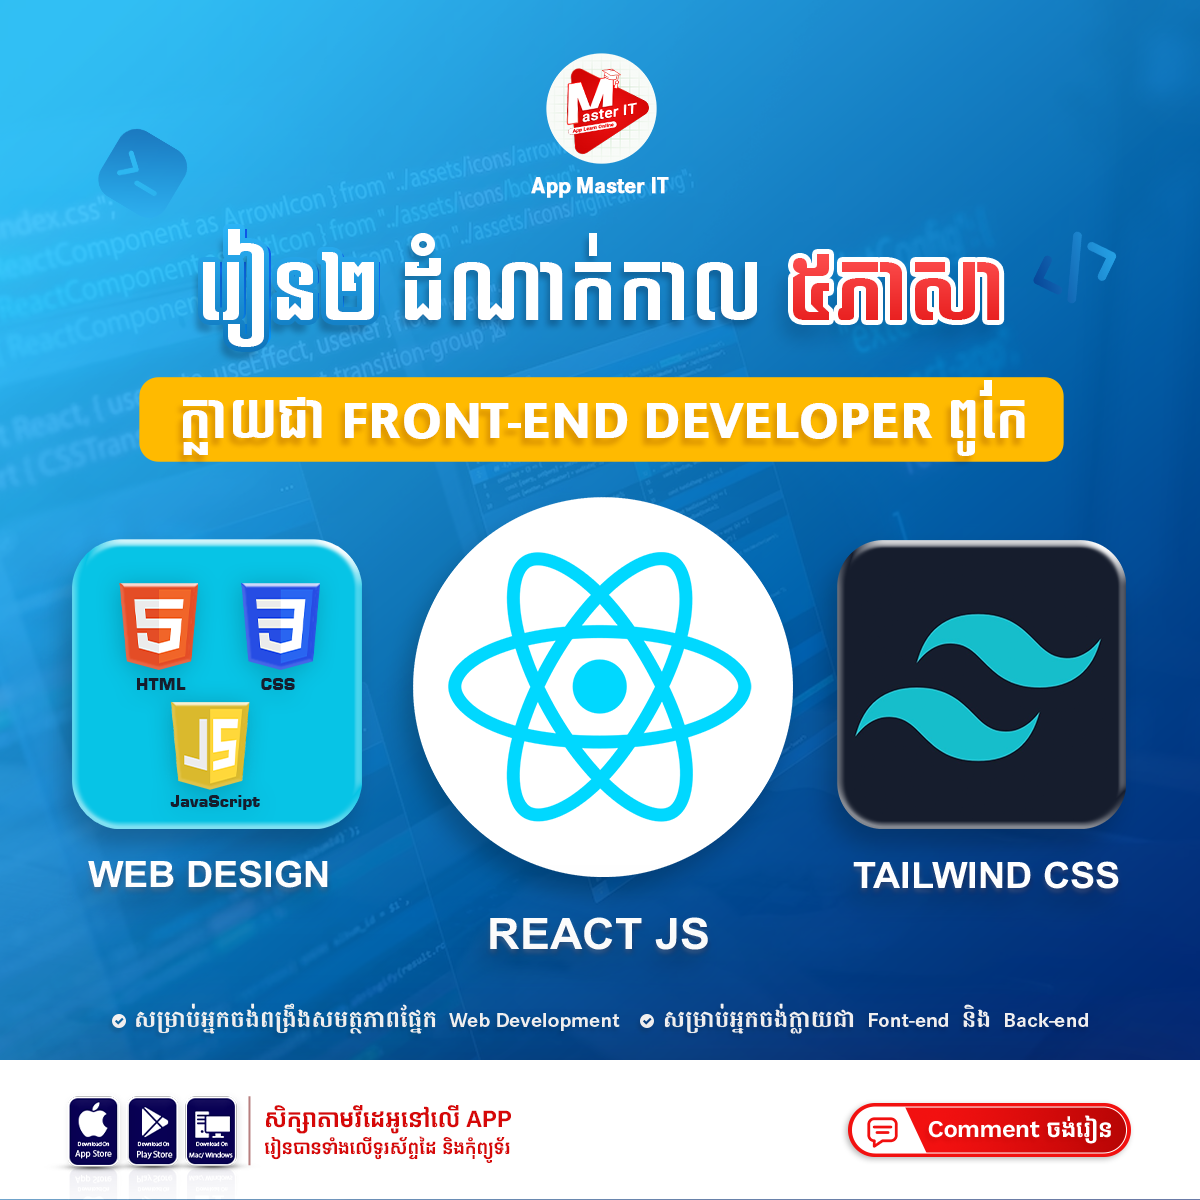 Master IT
App Learn Online
App Master IT
រៀន២ ដំណាក់កាល ៥ភាសា
ក្លាយជា FRONT-END DEVELOPER ពូកែ
HTML
CSS
JS
JavaScript
WEB DESIGN
REACT JS
TAILWIND CSS
សម្រាប់អ្នកចង់ពង្រឹងសមត្ថភាពផ្នែក Web Development
សម្រាប់អ្នកចង់ក្លាយជា Font-end និង Back-end
Download On App Store
Download On Play Store
Download On Mac/ Windows
សិក្សាតាមវីដេអូនៅលើ APP
រៀនបានទាំងលើទូរស័ព្ទដៃ និងកុំព្យូទ័រ
Comment ចង់រៀន